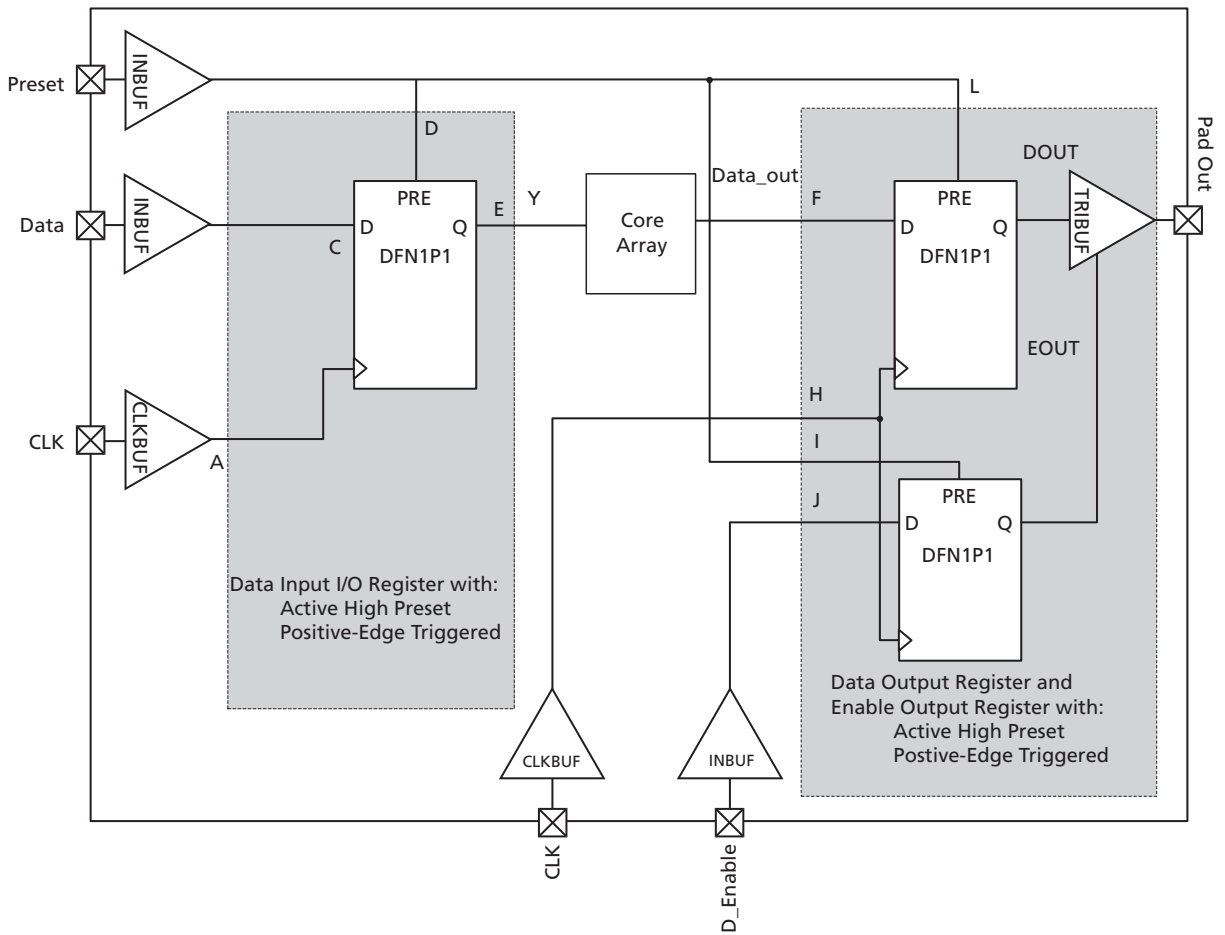 Preset
INBUF
L
D
Pad Out
DOUT
Data_out
PRE
PRE
Data
INBUF
E
Y
Core
Array
F
TRIBUF
C
D
Q
D
Q
DFN1P1
DFN1P1
EOUT
H
CLK
CLKBUF
A
I
PRE
J
D
Q
DFN1P1
Data Input I/O Register with:
Active High Preset
Positive-Edge Triggered
Data Output Register and
Enable Output Register with:
Active High Preset
Postive-Edge Triggered
CLKBUF
INBUF
CLK
D_Enable